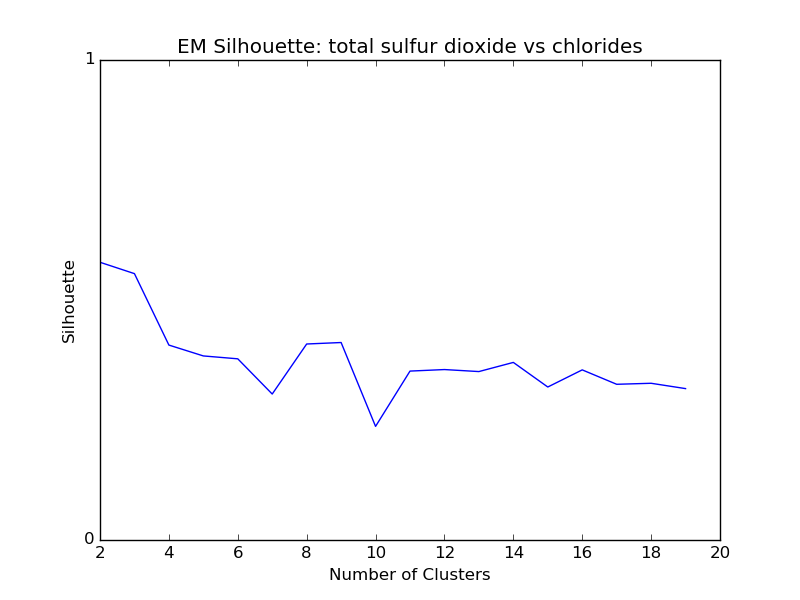 EM Silhouette: total sulfur dioxide vs chlorides
1
Silhouette
0
2 4 6 8 10 12 14 16 18 20
Number of Clusters